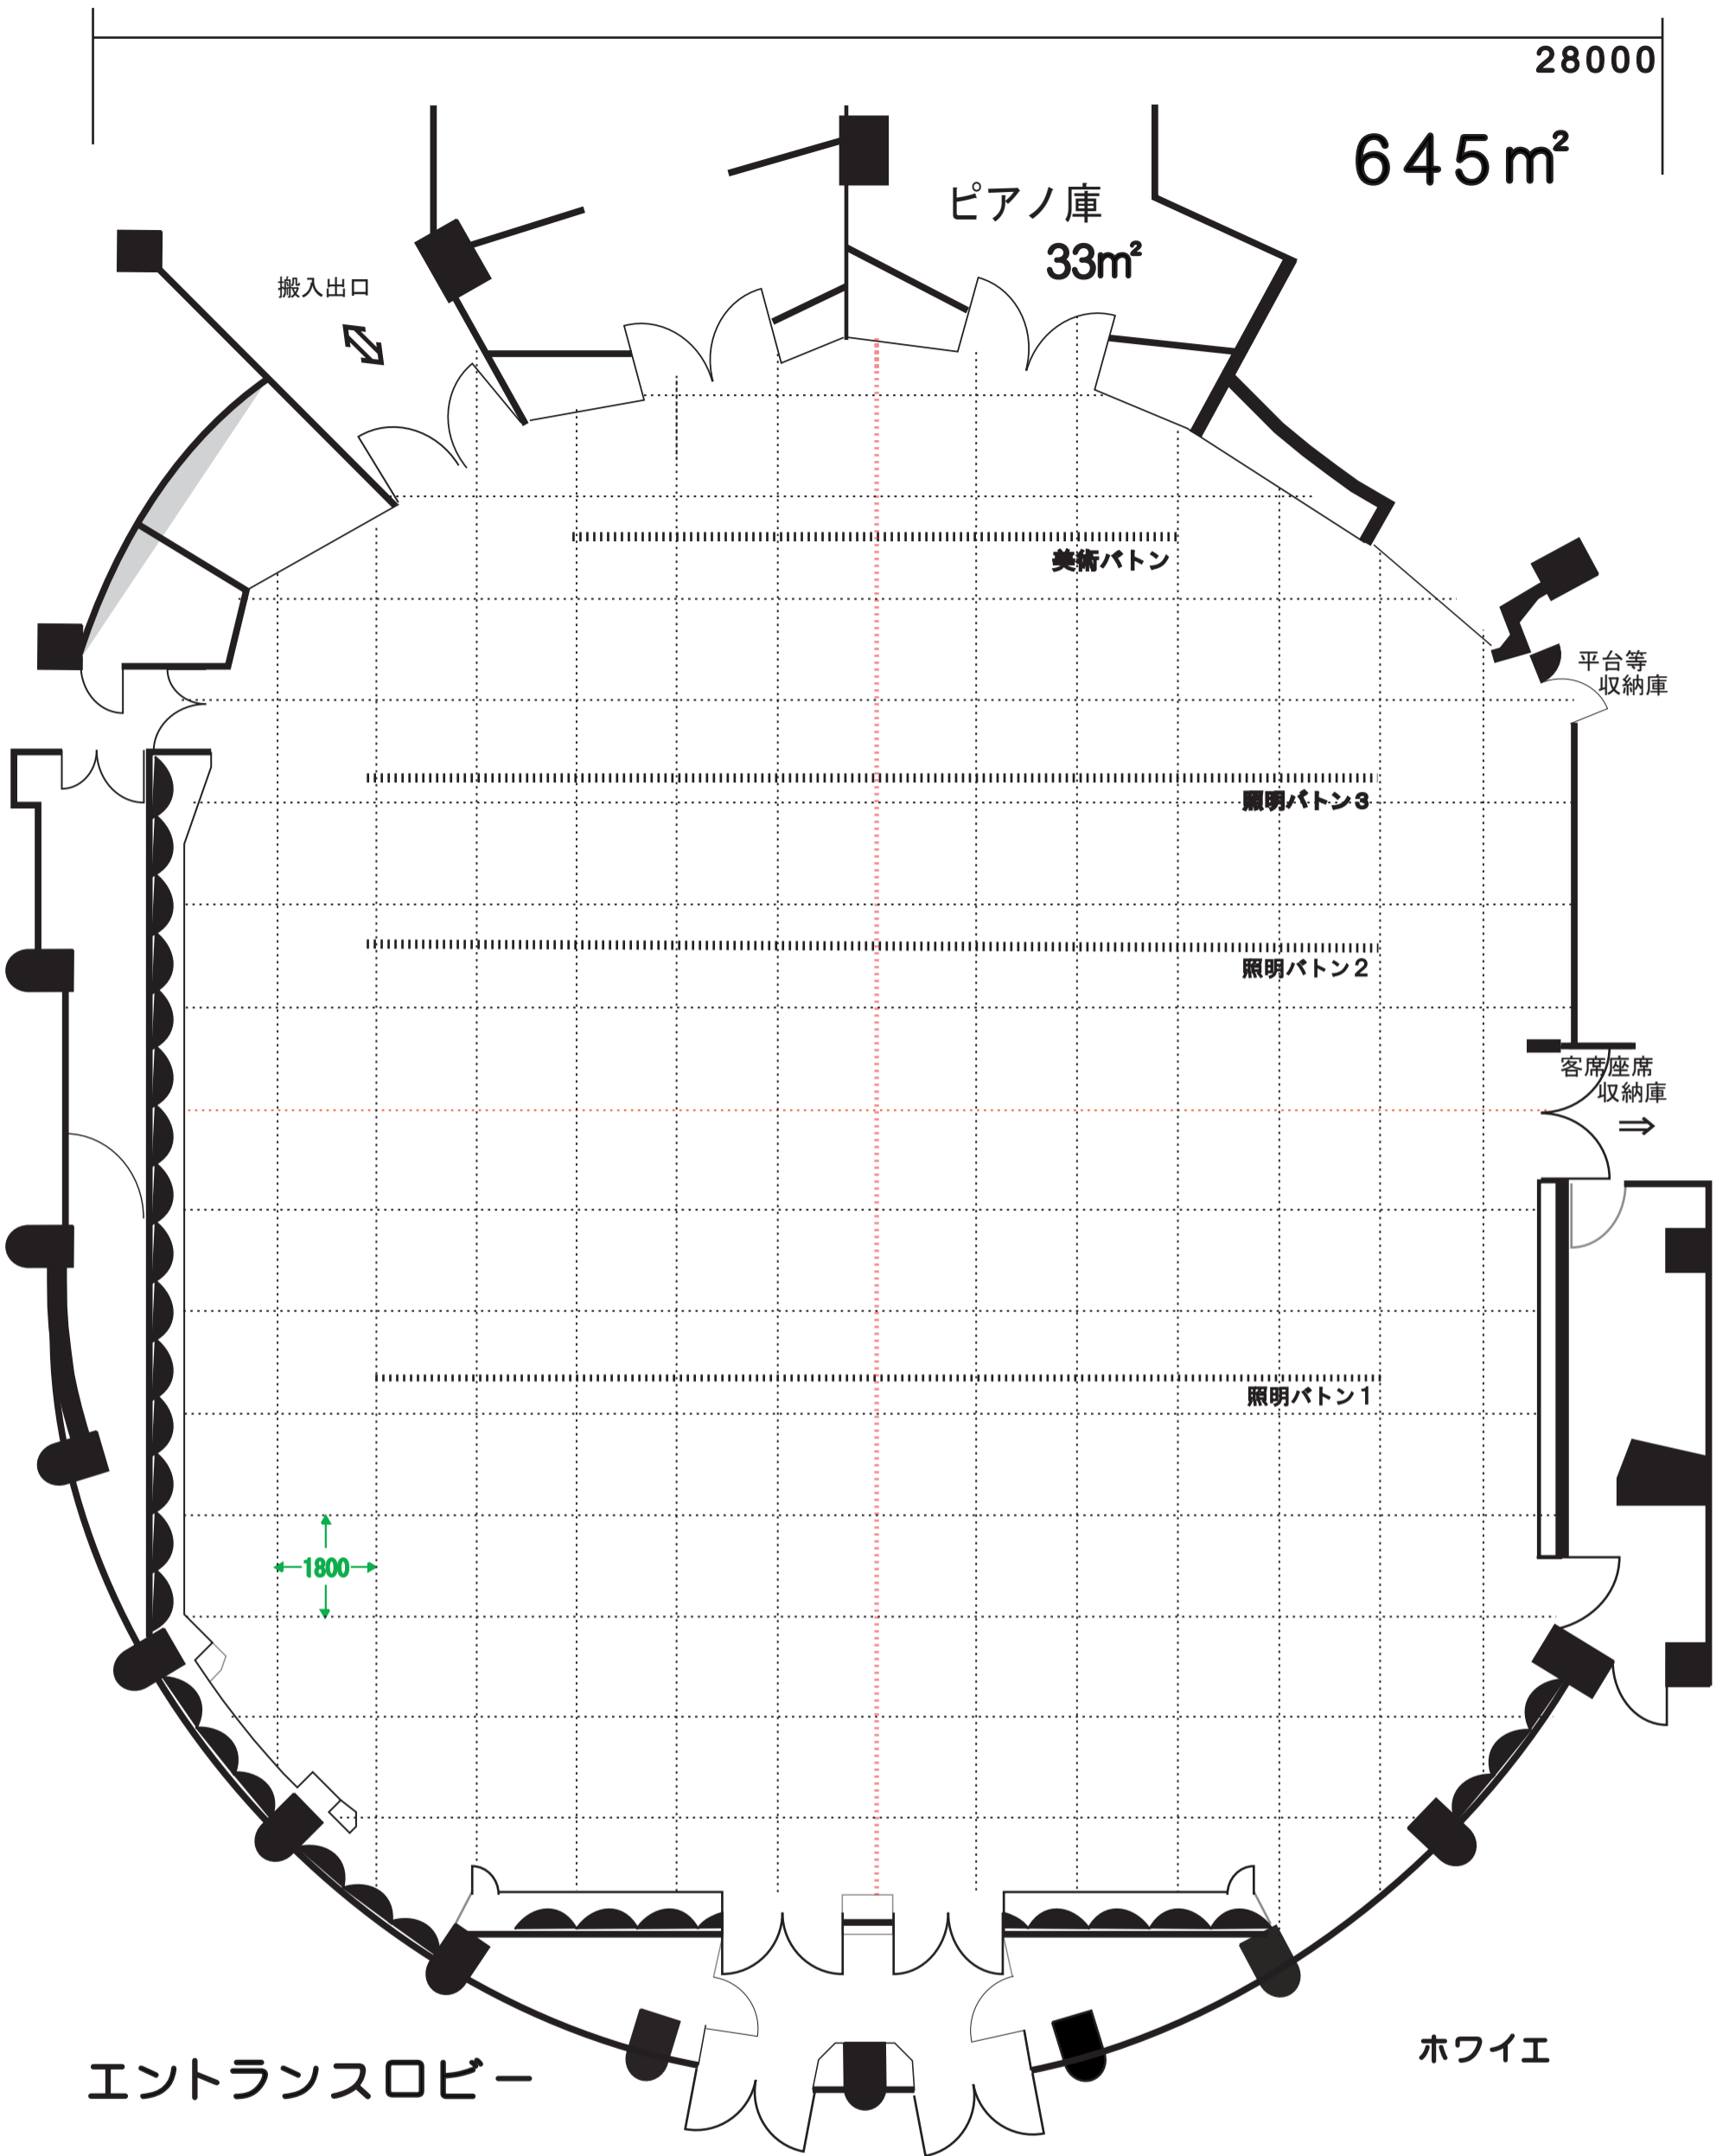 28000
645㎡
ピアノ庫
33㎡
搬入出口
美術バトン
平台等
収納庫
照明バトン3
照明バトン2
客席座席
収納庫
⇒
照明バトン1
1800
ホワイエ
エントランスロビー